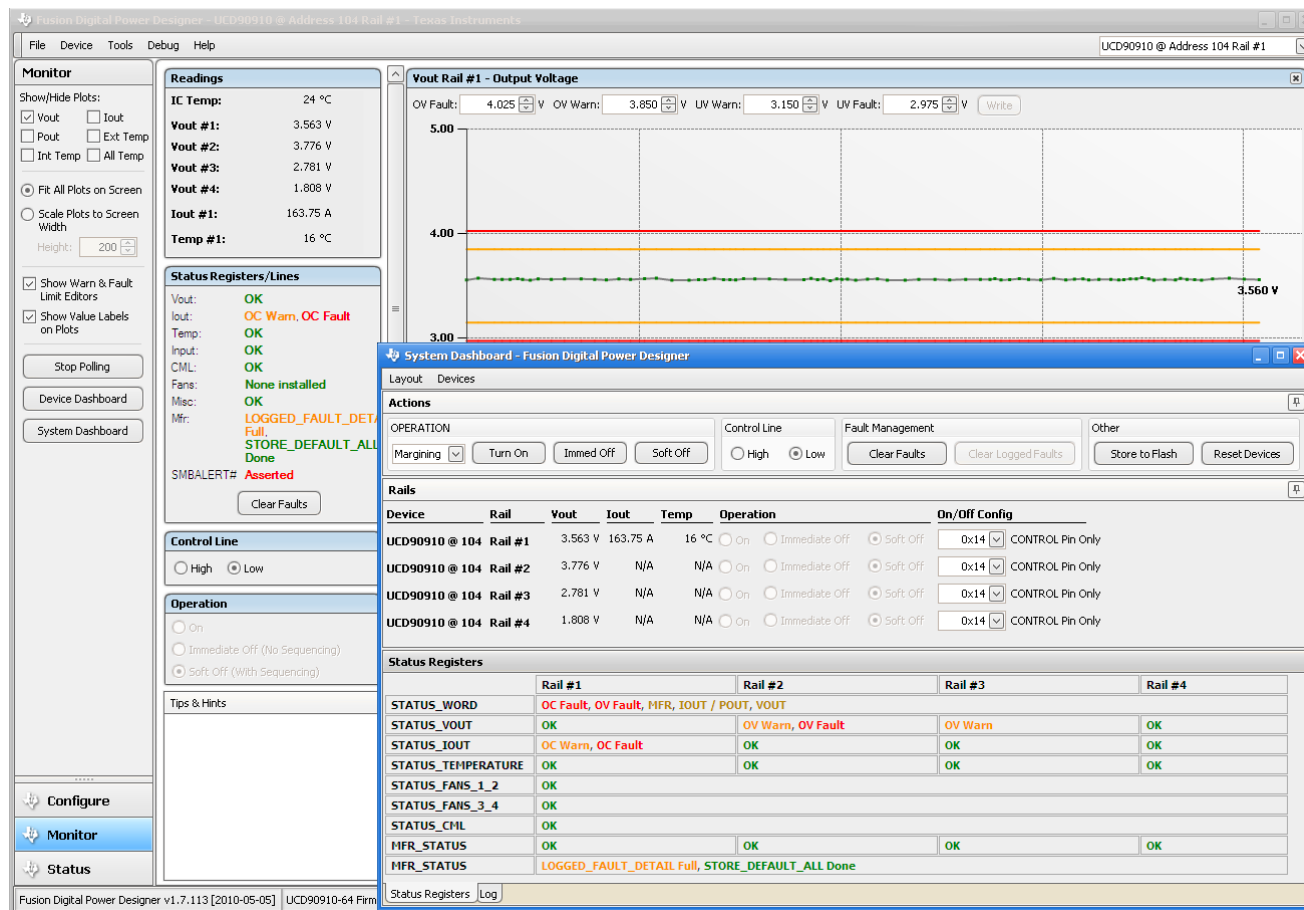 Fusion Digital Power Designer - UCD90910 @ Address 104 Rail #1 - Texas Instruments
File Device Tools Debug Help
UCD90910 @ Address 104 Rail #1
Monitor
Show/Hide Plots:
Vout Iout
Pout Ext Temp
Int Temp All Temp
Fit All Plots on Screen
Scale Plots to Screen
Width
Height: 200
Show Warn & Fault
Limit Editors
Show Value Labels
on Plots
Stop Polling
Device Dashboard
System Dashboard
Configure
Monitor
Status
Readings
IC Temp: 24 °C
Vout #1: 3.563 V
Vout #2: 3.776 V
Vout #3: 2.781 V
Vout #4: 1.808 V
Iout #1: 163.75 A
Temp #1: 16 °C
Status Registers/Lines
Vout: OK
Iout: OC Warn, OC Fault
Temp: OK
Input: OK
CML: OK
Fans: None installed
Misc: OK
Mfr: LOGGED_FAULT_DETA
Full,
STORE_DEFAULT_ALL
Done
SMBALERT# Asserted
Clear Faults
Control Line
High Low
Operation
On
Immediate Off (No Sequencing)
Soft Off (With Sequencing)
Tips & Hints
Vout Rail #1 - Output Voltage
OV Fault: 4.025 V OV Warn: 3.850 V UV Warn: 3.150 V UV Fault: 2.975 V Write
5.00
4.00
3.560 V
3.00
System Dashboard - Fusion Digital Power Designer
Layout Devices
Actions
OPERATION Control Line Fault Management Other
Margining Turn On Immed Off Soft Off High Low Clear Faults Clear Logged Faults Store to Flash Reset Devices
Rails
Device Rail Vout Iout Temp Operation On/Off Config
UCD90910 @ 104 Rail #1 3.563 V 163.75 A 16 °C On Immediate Off Soft Off 0x14 CONTROL Pin Only
UCD90910 @ 104 Rail #2 3.776 V N/A N/A On Immediate Off Soft Off 0x14 CONTROL Pin Only
UCD90910 @ 104 Rail #3 2.781 V N/A N/A On Immediate Off Soft Off 0x14 CONTROL Pin Only
UCD90910 @ 104 Rail #4 1.808 V N/A N/A On Immediate Off Soft Off 0x14 CONTROL Pin Only
Status Registers
Rail #1 Rail #2 Rail #3 Rail #4
STATUS_WORD OC Fault, OV Fault, MFR, IOUT / POUT, VOUT
STATUS_VOUT OK OV Warn, OV Fault OV Warn OK
STATUS_IOUT OC Warn, OC Fault OK OK OK
STATUS_TEMPERATURE OK OK OK OK
STATUS_FANS_1_2 OK
STATUS_FANS_3_4 OK
STATUS_CML OK
MFR_STATUS OK OK OK OK
MFR_STATUS LOGGED_FAULT_DETAIL Full, STORE_DEFAULT_ALL Done
Status Registers Log
Fusion Digital Power Designer v1.7.113 [2010-05-05] UCD90910-64 Firm